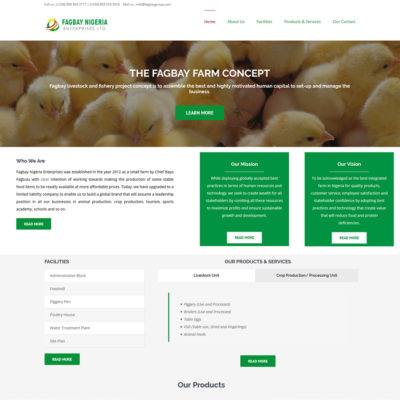 Call us: (+234) 803 959 3717
Mail us: info@fagbaygroup.com
FAGBAY NIGERIA
ENTERPRISES LTD.
Home
About Us
Facilities
Products & Services
Our Contact
THE FAGBAY FARM CONCEPT
Fagbay livestock and fishery project concept is to assemble the best and highly motivated human capital to set-up and manage the
business
LEARN MORE
Who We Are
Fagbay Nigeria Enterprises was established in the year 2012 as a small farm by Chief Bayo
Fagbulu with clear intention of working towards making the production of some stable
food items to be readily available at more affordable prices. Today, we have upgraded to a
limited liability company to enable us to build a global brand that will assume a leadership
position in all our businesses in animal production, crop production, tourism, sports
academy, schools and so on.
READ MORE
Our Mission
While deploying globally accepted best
practices in terms of human resources and
technology we seek to create wealth for all
stakeholders by combing all these resources
to maximize profits and ensure sustainable
growth and development.
READ MORE
Our Vision
To be acknowledged as the best integrated
farm in Nigeria for quality products,
customer service, employee satisfaction and
stakeholder confidence by adopting best
practices and technology that create value
that will reduce food and protein
deficiencies.
READ MORE
FACILITIES
Administrative Block
Feedmill
Piggery Pen
Poultry House
Water Treatment Plant
Site Plan
READ MORE
OUR PRODUCTS & SERVICES
Livestock Unit
Crop Production/ Processing Unit
Piggery (Live and Processed)
Broilers (Live and Processed)
Table Eggs
Fish (Table size, Dried and Fingerlings)
Animal Feeds
READ MORE
Our Products